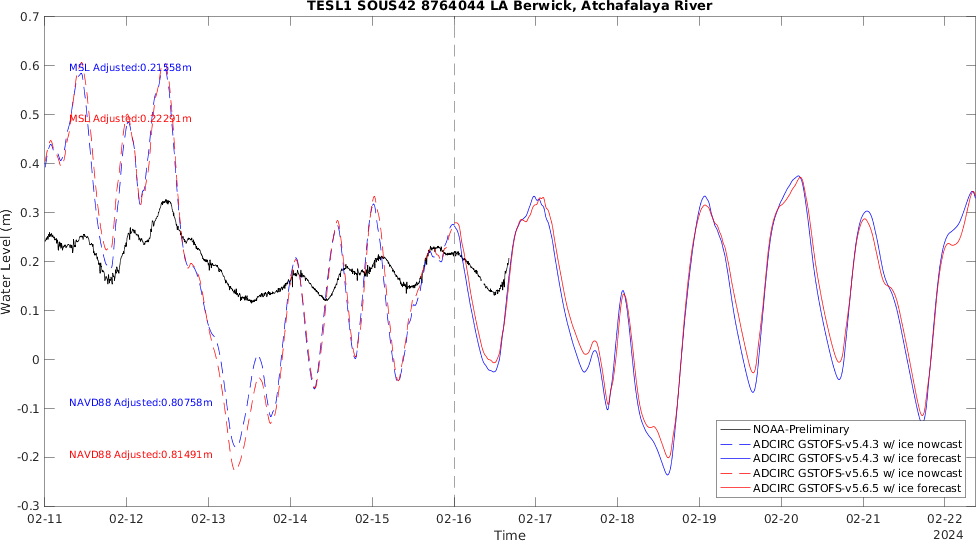 TESL1 SOUS42 8764044 LA Berwick, Atchafalaya River
0.7
0.6
0.5
0.4
0.3
0.2
0.1
0
-0.1
-0.2
-0.3
Water Level (m)
MSL Adjusted:0.21558m
MSL Adjusted:0.22291m
NAVD88 Adjusted:0.80758m
NAVD88 Adjusted:0.81491m
NOAA-Preliminary
ADCIRC GSTOFS-v5.4.3 w/ ice nowcast
ADCIRC GSTOFS-v5.4.3 w/ ice forecast
ADCIRC GSTOFS-v5.6.5 w/ ice nowcast
ADCIRC GSTOFS-v5.6.5 w/ ice forecast
02-11 02-12 02-13 02-14 02-15 02-16 02-17 02-18 02-19 02-20 02-21 02-22
2024
Time